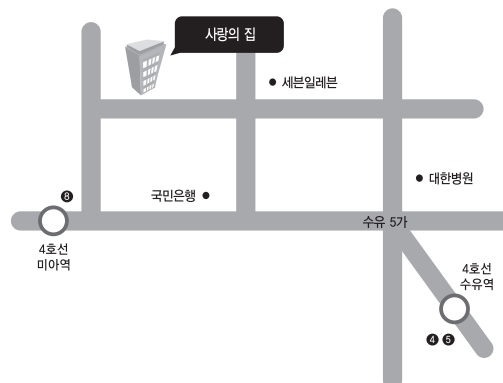 사랑의 집
세븐일레븐
대한병원
국민은행
❽
수유 5가
4호선
미아역
4호선
수유역
❹ ❺